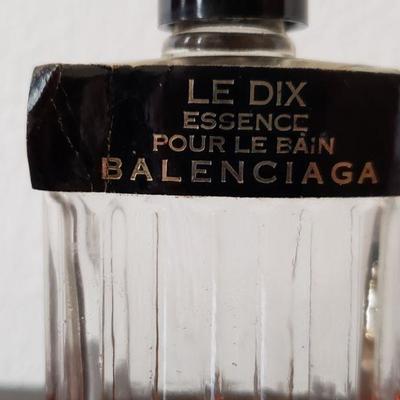 LE DIX
ESSENCE
POUR LE BAIN
BALENCIAGA